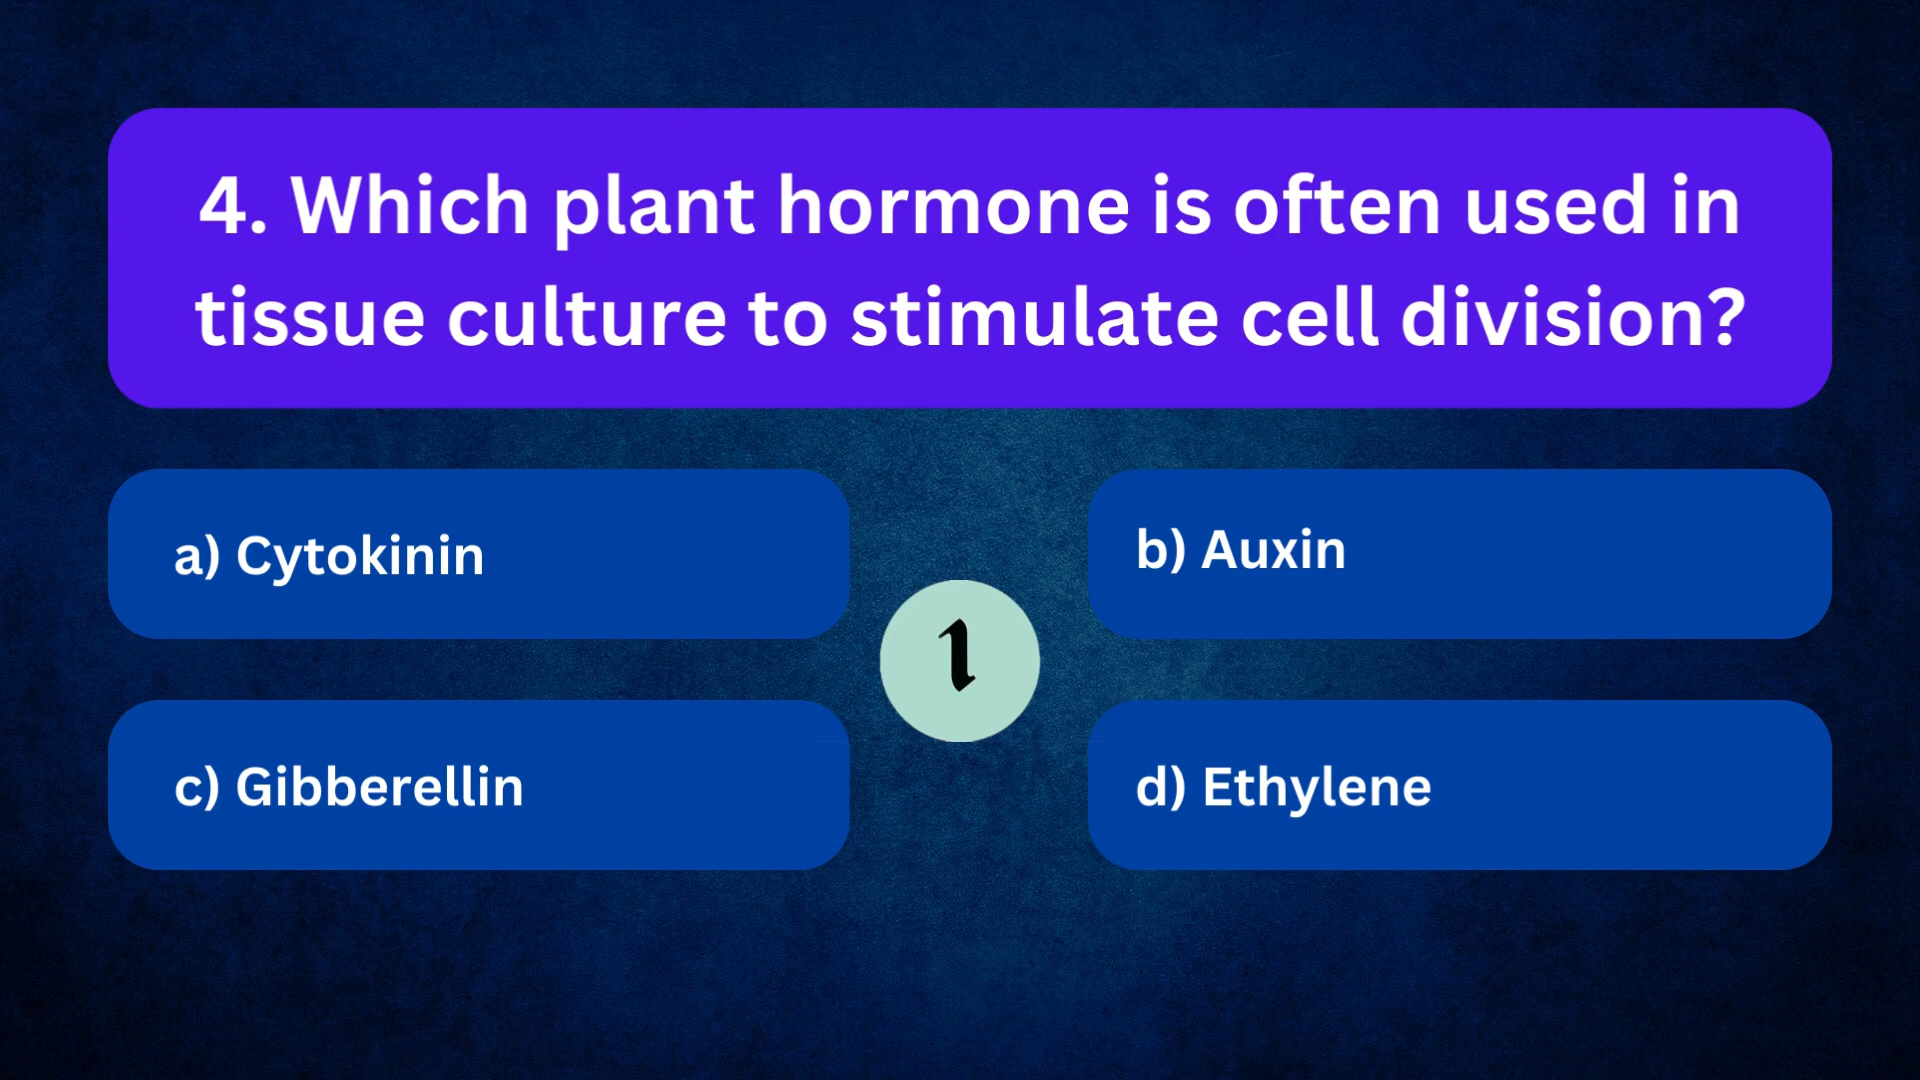 4. Which plant hormone is often used in
tissue culture to stimulate cell division?
a) Cytokinin
b) Auxin
1
c) Gibberellin
d) Ethylene